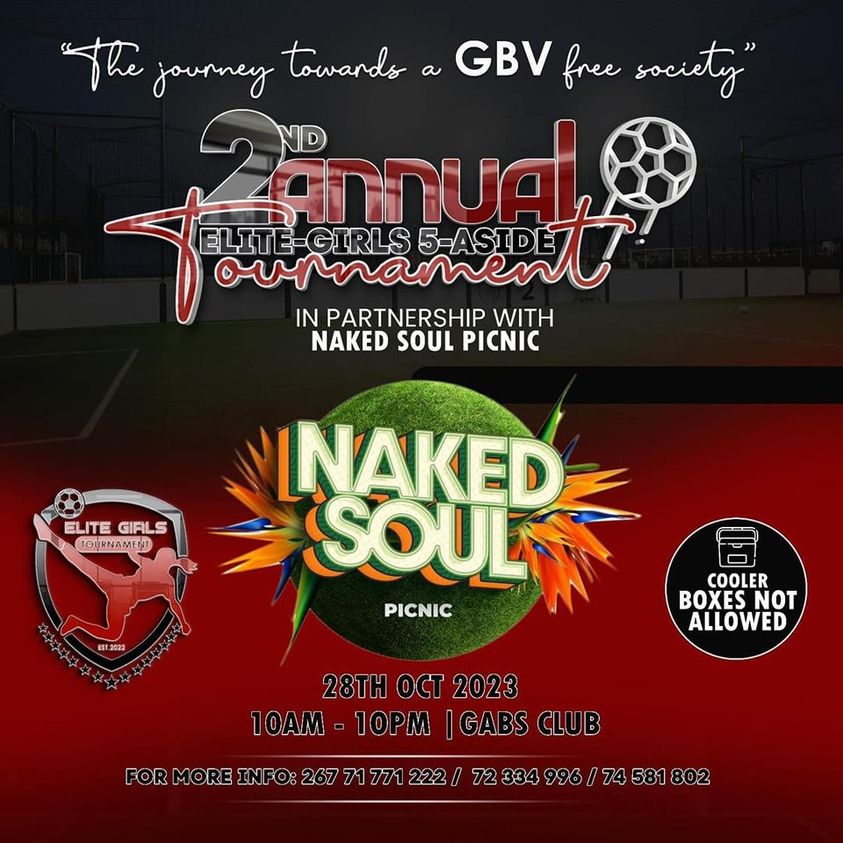 "The journey towards a GBV free society"
2ND
ANNUAL
ELITE-GIRLS 5-ASIDE
Tournament
IN PARTNERSHIP WITH
NAKED SOUL PICNIC
NAKED
SOUL
PICNIC
ELITE GIRLS
TOURNAMENT
EST.2022
COOLER
BOXES NOT
ALLOWED
28TH OCT 2023
10AM - 10PM | GABS CLUB
FOR MORE INFO: 267 71 771 222 / 72 334 996 / 74 581 802